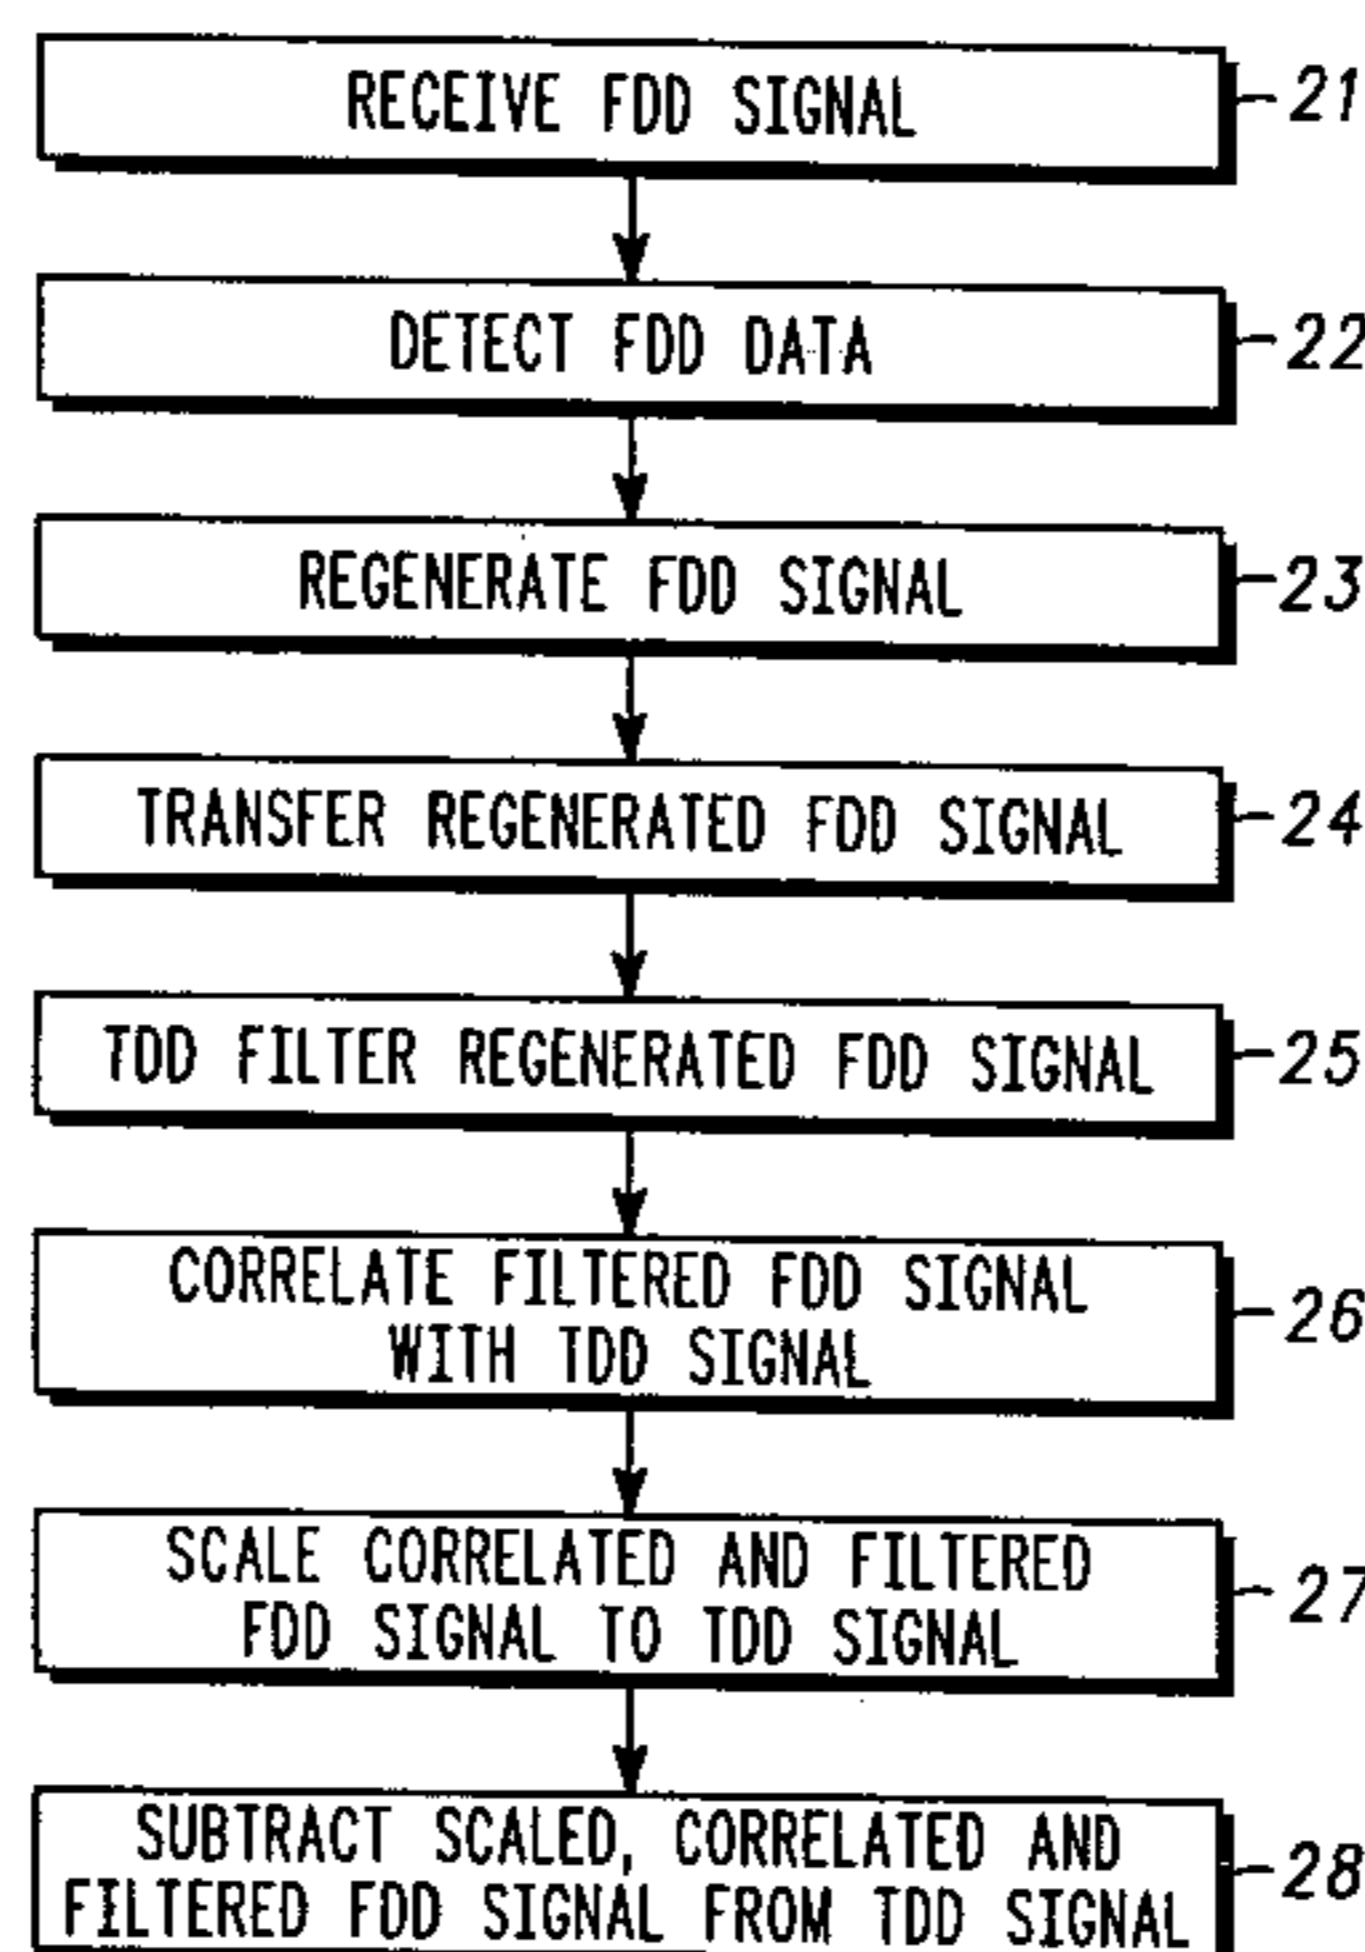 RECEIVE FDD SIGNAL
21
DETECT FDD DATA
22
REGENERATE FDD SIGNAL
23
TRANSFER REGENERATED FDD SIGNAL
24
TDD FILTER REGENERATED FDD SIGNAL
25
CORRELATE FILTERED FDD SIGNAL
WITH TDD SIGNAL
26
SCALE CORRELATED AND FILTERED
FDD SIGNAL TO TDD SIGNAL
27
SUBTRACT SCALED, CORRELATED AND
FILTERED FDD SIGNAL FROM TDD SIGNAL
28